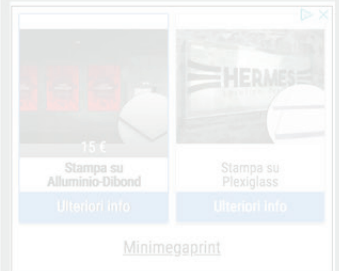 HERMES
15 €
Stampa su
Alluminio-Dibond
Ulteriori info
Stampa su
Plexiglass
Ulteriori info
Minimegaprint